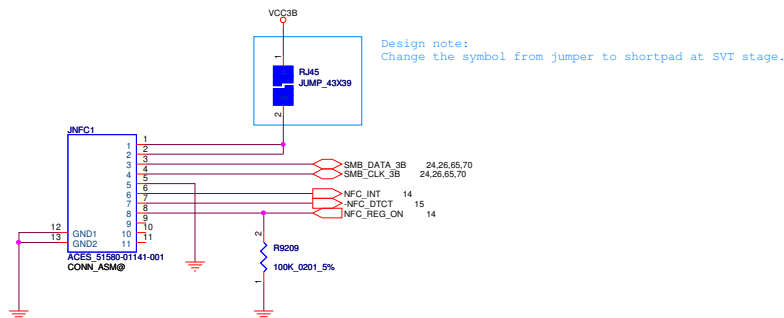 VCC3B
Design note:
Change the symbol from jumper to shortpad at SVT stage.
1
RJ45
JUMP_43X39
2
JNFC1
1 1
2 2
3 3 SMB_DATA_3B 24,26,65,70
4 4 SMB_CLK_3B 24,26,65,70
5 5
6 6 NFC_INT 14
7 7 -NFC_DTCT 15
8 8 NFC_REG_ON 14
9 9
12 GND1 10 10
13 GND2 11 11
ACES_51580-01141-001
CONN_ASM@
2
R9209
100K_0201_5%
1